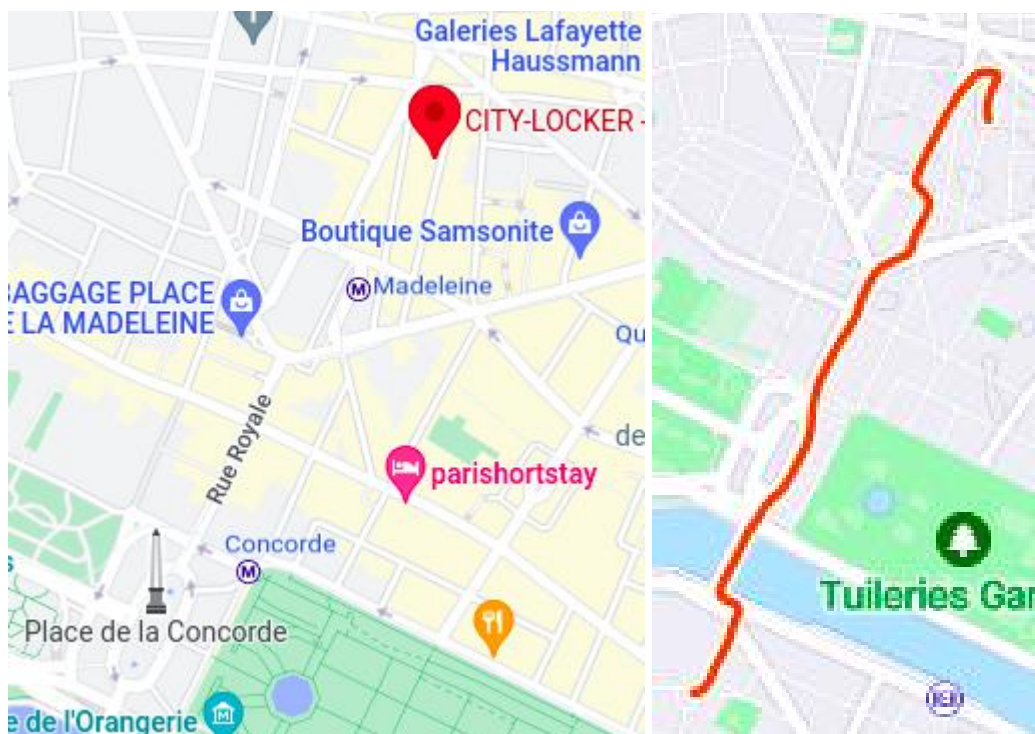 Galeries Lafayette
Haussmann
CITY-LOCKER -
Boutique Samsonite
Madeleine
BAGGAGE PLACE
E LA MADELEINE
Qu
Rue Royale
de
parishortstay
Concorde
Place de la Concorde
e de l'Orangerie
Tuileries Gar
RER